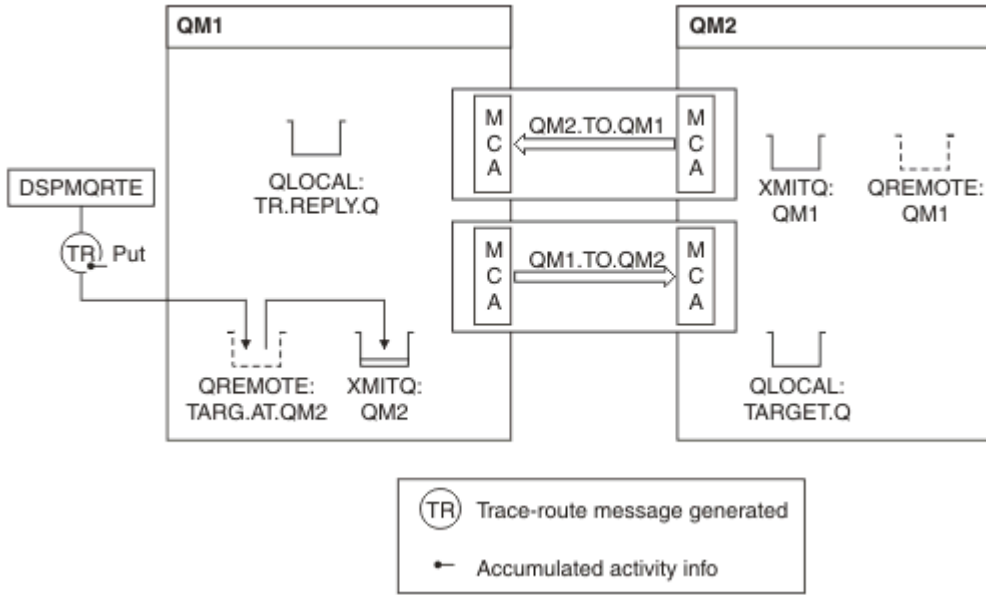 QM1
QM2
M
C
A
QM2.TO.QM1
M
C
A
QLOCAL:
TR.REPLY.Q
XMITQ:
QM1
QREMOTE:
QM1
DSPMQRTE
TR
Put
M
C
A
QM1.TO.QM2
M
C
A
QREMOTE:
TARG.AT.QM2
XMITQ:
QM2
QLOCAL:
TARGET.Q
TR
Trace-route message generated
Accumulated activity info